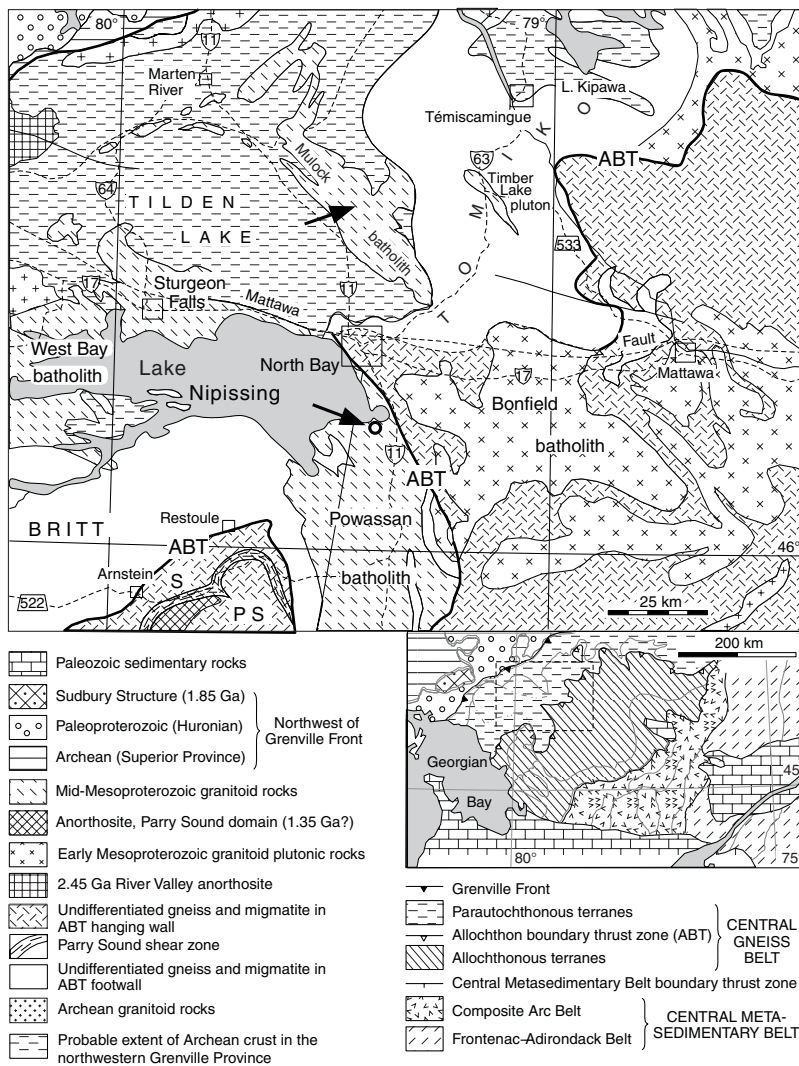 80°
79°
11
Marten
River
Témiscamingue
L. Kipawa
TOMIKO
63
ABT
Mulock
batholith
64
Timber
Lake
pluton
TILDEN
LAKE
533
17
Sturgeon
Falls
11
Mattawa
Fault
West Bay
batholith
Lake
Nipissing
North Bay
17
Mattawa
Bonfield
batholith
11
ABT
Powassan
batholith
BRITT
Restoule
ABT
46°
Arnstein
S
522
PS
25 km
Paleozoic sedimentary rocks
Sudbury Structure (1.85 Ga)
Paleoproterozoic (Huronian)
Archean (Superior Province)
Northwest of
Grenville Front
Mid-Mesoproterozoic granitoid rocks
Anorthosite, Parry Sound domain (1.35 Ga?)
Early Mesoproterozoic granitoid plutonic rocks
2.45 Ga River Valley anorthosite
Undifferentiated gneiss and migmatite in
ABT hanging wall
Parry Sound shear zone
Undifferentiated gneiss and migmatite in
ABT footwall
Archean granitoid rocks
Probable extent of Archean crust in the
northwestern Grenville Province
200 km
Georgian
Bay
45
80°
75
Grenville Front
Parautochthonous terranes
Allochthon boundary thrust zone (ABT)
Allochthonous terranes
CENTRAL
GNEISS
BELT
Central Metasedimentary Belt boundary thrust zone
Composite Arc Belt
Frontenac–Adirondack Belt
CENTRAL META-
SEDIMENTARY BELT